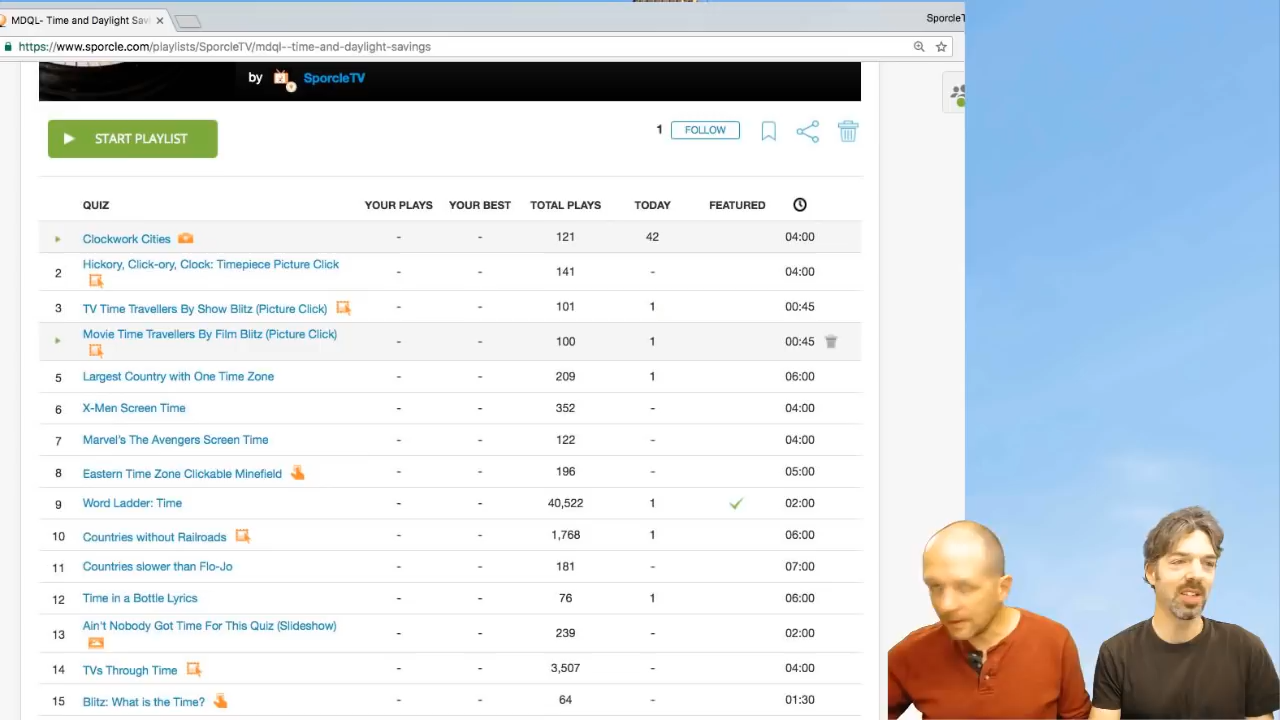 MDQL- Time and Daylight Savi
SporcleT
https://www.sporcle.com/playlists/SporcleTV/mdql--time-and-daylight-savings
by SporcleTV
START PLAYLIST
1 FOLLOW
QUIZ YOUR PLAYS YOUR BEST TOTAL PLAYS TODAY FEATURED
Clockwork Cities - - 121 42 04:00
2 Hickory, Click-ory, Clock: Timepiece Picture Click - - 141 - 04:00
3 TV Time Travellers By Show Blitz (Picture Click) - - 101 1 00:45
Movie Time Travellers By Film Blitz (Picture Click) - - 100 1 00:45
5 Largest Country with One Time Zone - - 209 1 06:00
6 X-Men Screen Time - - 352 - 04:00
7 Marvel's The Avengers Screen Time - - 122 - 04:00
8 Eastern Time Zone Clickable Minefield - - 196 - 05:00
9 Word Ladder: Time - - 40,522 1 02:00
10 Countries without Railroads - - 1,768 1 06:00
11 Countries slower than Flo-Jo - - 181 - 07:00
12 Time in a Bottle Lyrics - - 76 1 06:00
13 Ain't Nobody Got Time For This Quiz (Slideshow) - - 239 - 02:00
14 TVs Through Time - - 3,507 - 04:00
15 Blitz: What is the Time? - - 64 - 01:30